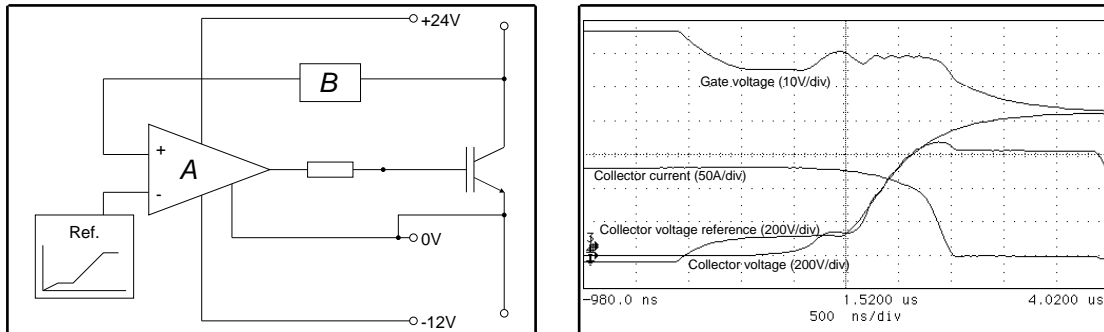 +24V
B
+
A
-
Ref.
0V
-12V
Gate voltage (10V/div)
Collector current (50A/div)
Collector voltage reference (200V/div)
Collector voltage (200V/div)
-980.0 ns
1.5200 us
4.0200 us
500 ns/div